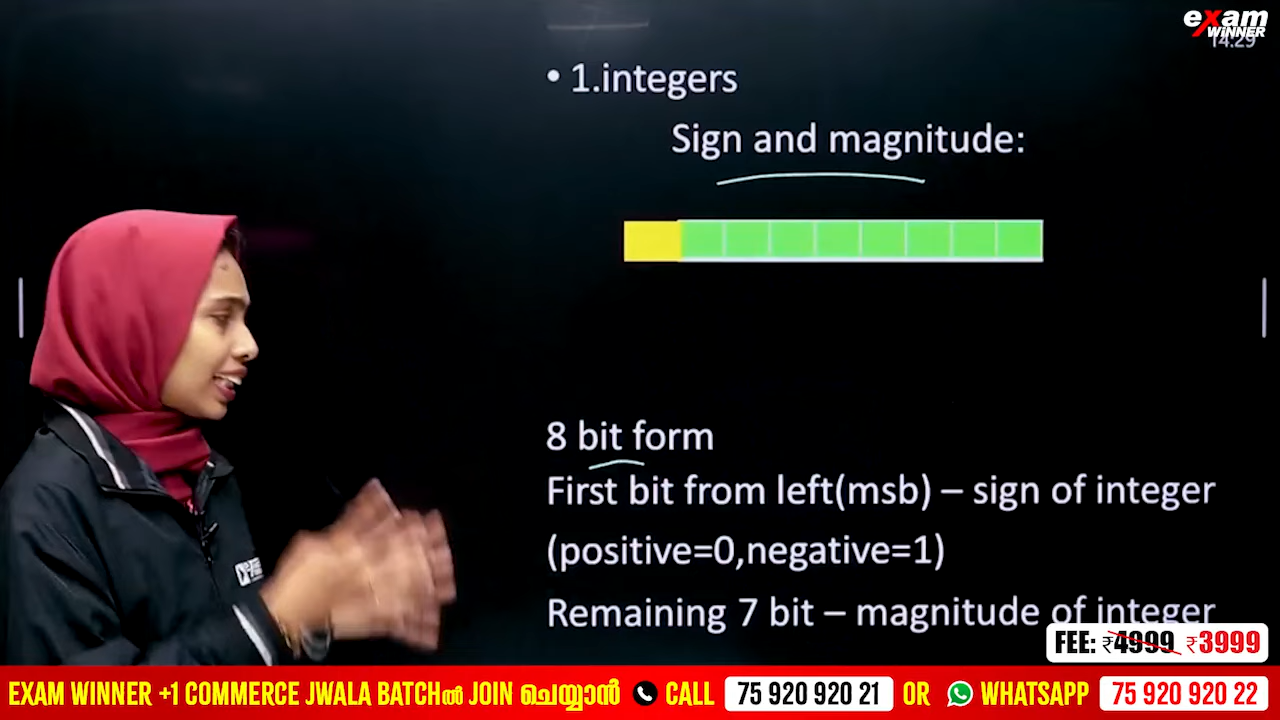 exam
WINNER
14:29
• 1.integers
Sign and magnitude:
8 bit form
First bit from left(msb) – sign of integer
(positive=0,negative=1)
Remaining 7 bit – magnitude of integer
FEE: ₹4999 ₹3999
EXAM WINNER +1 COMMERCE JWALA BATCHൽ JOIN ചെയ്യാൻ CALL 75 920 920 21 OR WHATSAPP 75 920 920 22